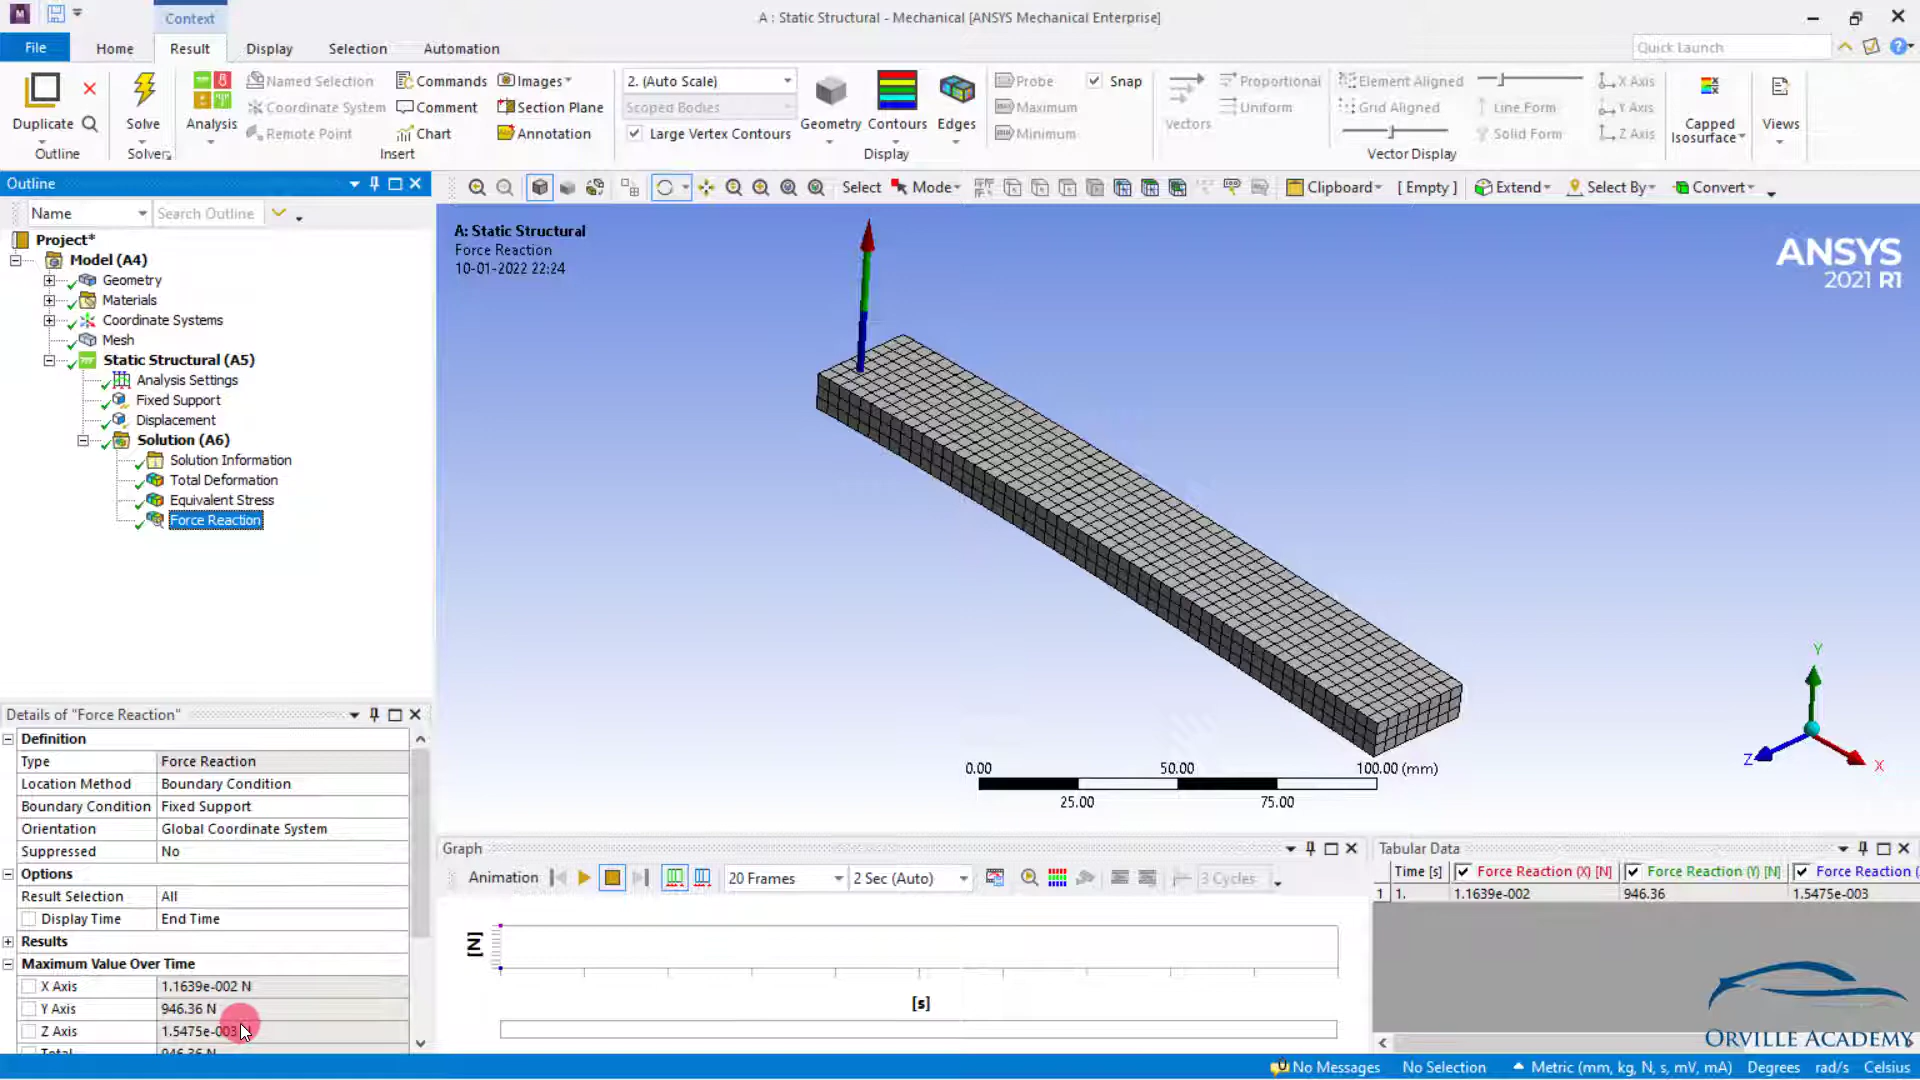 Context
A : Static Structural - Mechanical [ANSYS Mechanical Enterprise]
File Home Result Display Selection Automation
Quick Launch
Duplicate
Outline
Solve
Solver
Analysis
Named Selection
Coordinate System
Remote Point
Commands
Comment
Chart
Images
Section Plane
Annotation
Insert
2. (Auto Scale)
Scoped Bodies
Large Vertex Contours
Geometry
Contours
Edges
Display
Probe
Maximum
Minimum
Snap
Vectors
Proportional
Uniform
Element Aligned
Grid Aligned
Line Form
Solid Form
X Axis
Y Axis
Z Axis
Vector Display
Capped
Isosurface
Views
Outline
Select Mode Clipboard [ Empty ] Extend Select By Convert
Name Search Outline
Project*
Model (A4)
Geometry
Materials
Coordinate Systems
Mesh
Static Structural (A5)
Analysis Settings
Fixed Support
Displacement
Solution (A6)
Solution Information
Total Deformation
Equivalent Stress
Force Reaction
A: Static Structural
Force Reaction
10-01-2022 22:24
ANSYS
2021 R1
Y
Z
X
0.00 50.00 100.00 (mm)
25.00 75.00
Details of "Force Reaction"
Definition
Type Force Reaction
Location Method Boundary Condition
Boundary Condition Fixed Support
Orientation Global Coordinate System
Suppressed No
Options
Result Selection All
Display Time End Time
Results
Maximum Value Over Time
X Axis 1.1639e-002 N
Y Axis 946.36 N
Z Axis 1.5475e-003 N
Total 946.36 N
Graph
Animation 20 Frames 2 Sec (Auto) 3 Cycles
[N]
[s]
Tabular Data
Time [s] Force Reaction (X) [N] Force Reaction (Y) [N] Force Reaction (
1 1. 1.1639e-002 946.36 1.5475e-003
ORVILLE ACADEMY
No Messages No Selection Metric (mm, kg, N, s, mV, mA) Degrees rad/s Celsius